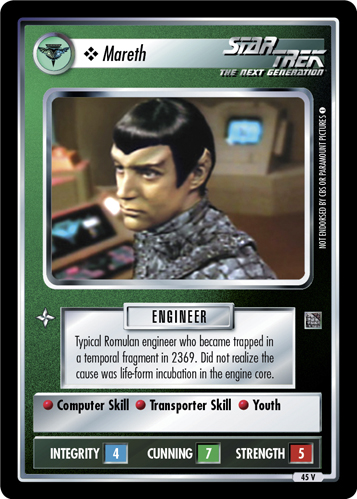 ❖ Mareth
STAR TREK
THE NEXT GENERATION
NOT ENDORSED BY CBS OR PARAMOUNT PICTURES
ENGINEER
Typical Romulan engineer who became trapped
in a temporal fragment in 2369. Did not realize the
cause was life-form incubation in the engine core.
Computer Skill Transporter Skill Youth
INTEGRITY 4 CUNNING 7 STRENGTH 5
45 V